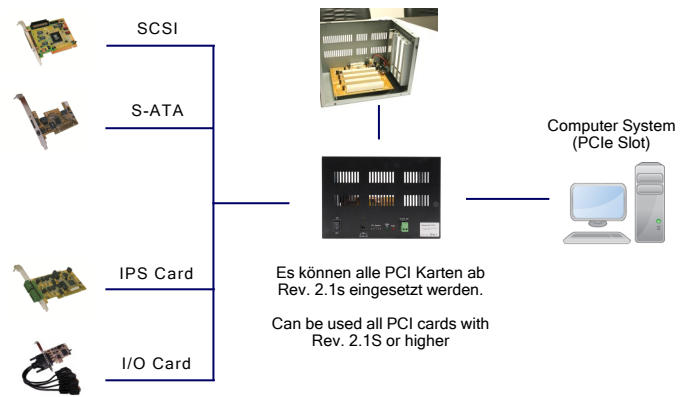 SCSI
S-ATA
IPS Card
I/O Card
Computer System
(PCIe Slot)
Es können alle PCI Karten ab
Rev. 2.1s eingesetzt werden.
Can be used all PCI cards with
Rev. 2.1S or higher